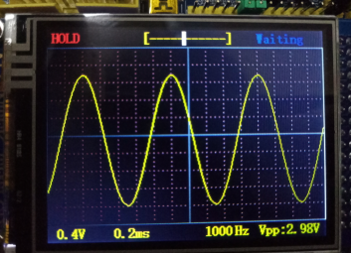 HOLD [-----------] Waiting
0.4V 0.2ms 1000Hz Vpp:2.98V